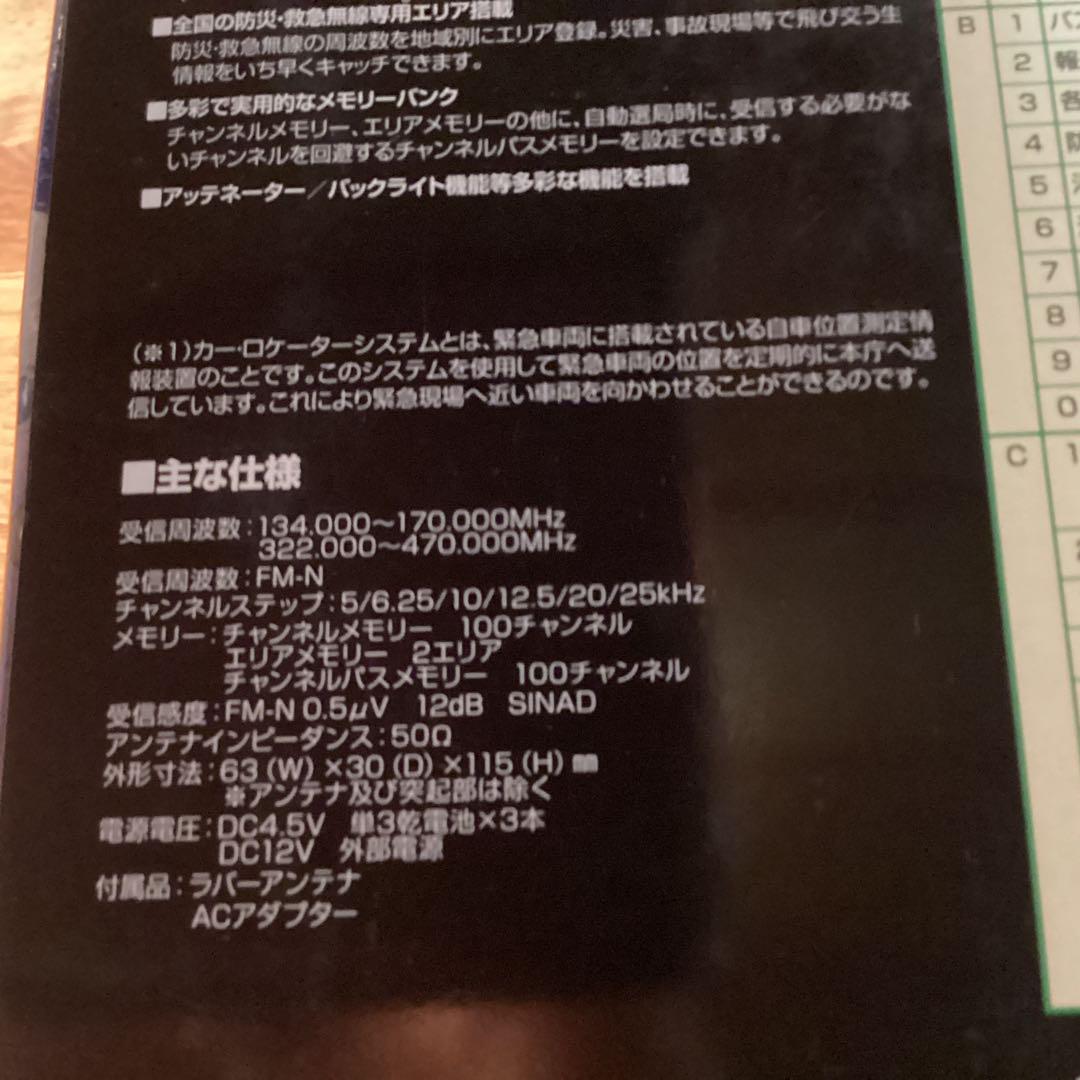 ■全国の防災・救急無線専用エリア搭載
防災・救急無線の周波数を地域別にエリア登録。災害、事故現場等で飛び交う生
情報をいち早くキャッチできます。
■多彩で実用的なメモリーバンク
チャンネルメモリー、エリアメモリーの他に、自動選局時に、受信する必要がな
いチャンネルを回避するチャンネルパスメモリーを設定できます。
■アッテネーター／バックライト機能等多彩な機能を搭載
(※1)カー・ロケーターシステムとは、緊急車両に搭載されている自車位置測定情
報装置のことです。このシステムを使用して緊急車両の位置を定期的に本庁へ送
信しています。これにより緊急現場へ近い車両を向かわせることができるのです。
■主な仕様
受信周波数：134.000～170.000MHz
322.000～470.000MHz
受信周波数：FM-N
チャンネルステップ：5/6.25/10/12.5/20/25kHz
メモリー：チャンネルメモリー　100チャンネル
エリアメモリー　2エリア
チャンネルパスメモリー　100チャンネル
受信感度：FM-N 0.5μV　12dB　SINAD
アンテナインピーダンス：50Ω
外形寸法：63 (W) ×30 (D) ×115 (H) ㎜
※アンテナ及び突起部は除く
電源電圧：DC4.5V　単3乾電池×3本
DC12V　外部電源
付属品：ラバーアンテナ
ACアダプター
B 1
2 報
3 各
4 防
5
6
7
8
9
0
C 1